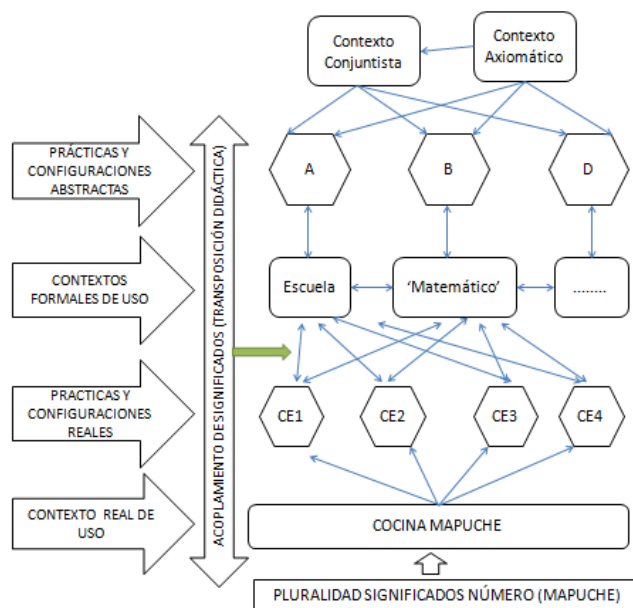 Contexto
Conjuntista
Contexto
Axiomático
PRÁCTICAS Y
CONFIGURACIONES
ABSTRACTAS
A
B
D
CONTEXTOS
FORMALES DE USO
Escuela
‘Matemático’
........
PRACTICAS Y
CONFIGURACIONES
REALES
CE1
CE2
CE3
CE4
CONTEXTO REAL DE
USO
COCINA MAPUCHE
ACOPLAMIENTO DE SIGNIFICADOS (TRANSPOSICIÓN DIDÁCTICA)
PLURALIDAD SIGNIFICADOS NÚMERO (MAPUCHE)